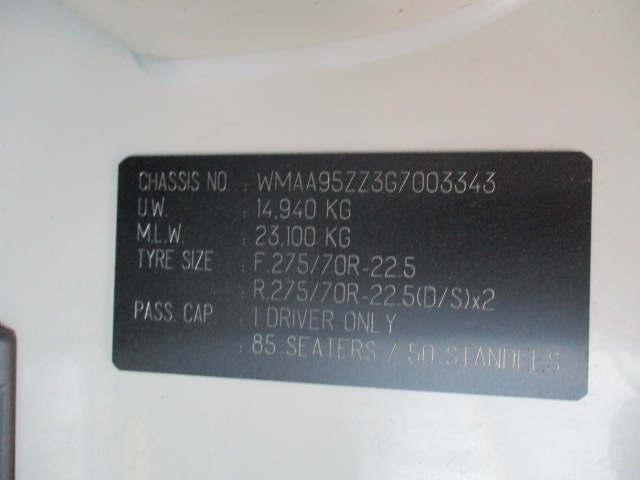 CHASSIS NO. : WMAA95ZZ3G7003343
U.W. : 14,940 KG
M.L.W. : 23,100 KG
TYRE SIZE : F.275/70R-22.5
: R.275/70R-22.5(D/S)x2
PASS. CAP : 1 DRIVER ONLY
: 85 SEATERS / 50 STANDEES